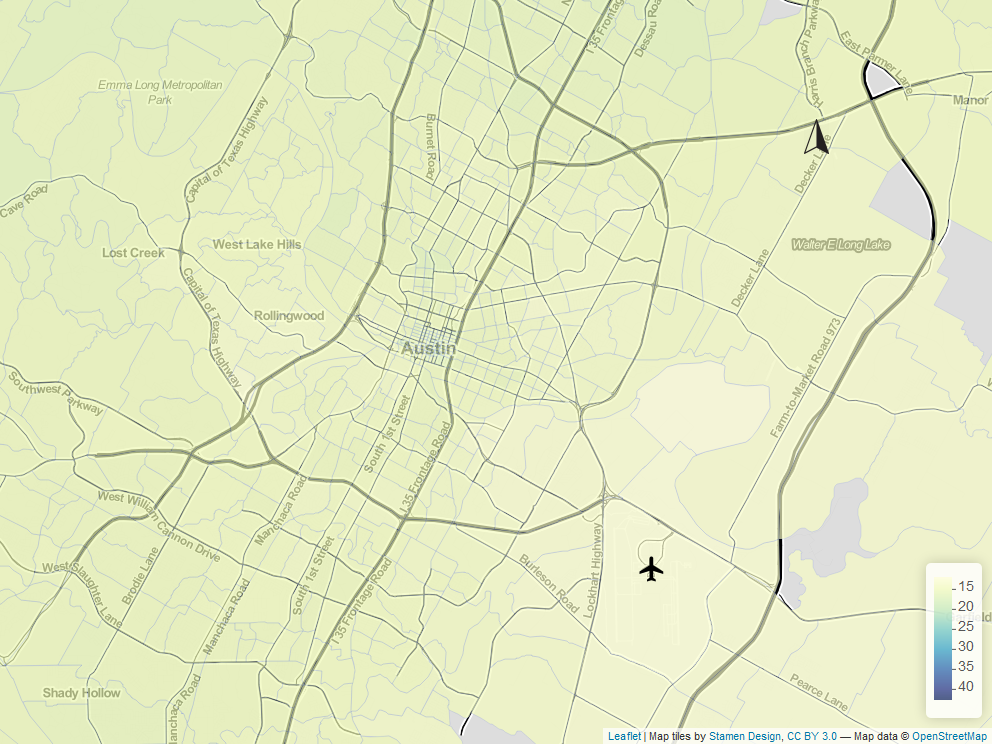 I 35 Frontage
Dessau Road
Harris Branch Parkway
East Parmer Lane
Manor
Emma Long Metropolitan
Park
Capital of Texas Highway
Burnet Road
Decker Lane
Cave Road
Lost Creek
West Lake Hills
Walter E Long Lake
Decker Lane
Capital of Texas Highway
Rollingwood
Austin
Farm-to-Market Road 973
Southwest Parkway
South 1st Street
I 35 Frontage Road
West William Cannon Drive
Manchaca Road
Lockhart Highway
West Slaughter Lane
Brodie Lane
South 1st Street
I 35 Frontage Road
Burleson Road
Manchaca Road
Shady Hollow
Manchaca Road
Pearce Lane
15
20
25
30
35
40
Leaflet | Map tiles by Stamen Design, CC BY 3.0 — Map data © OpenStreetMap